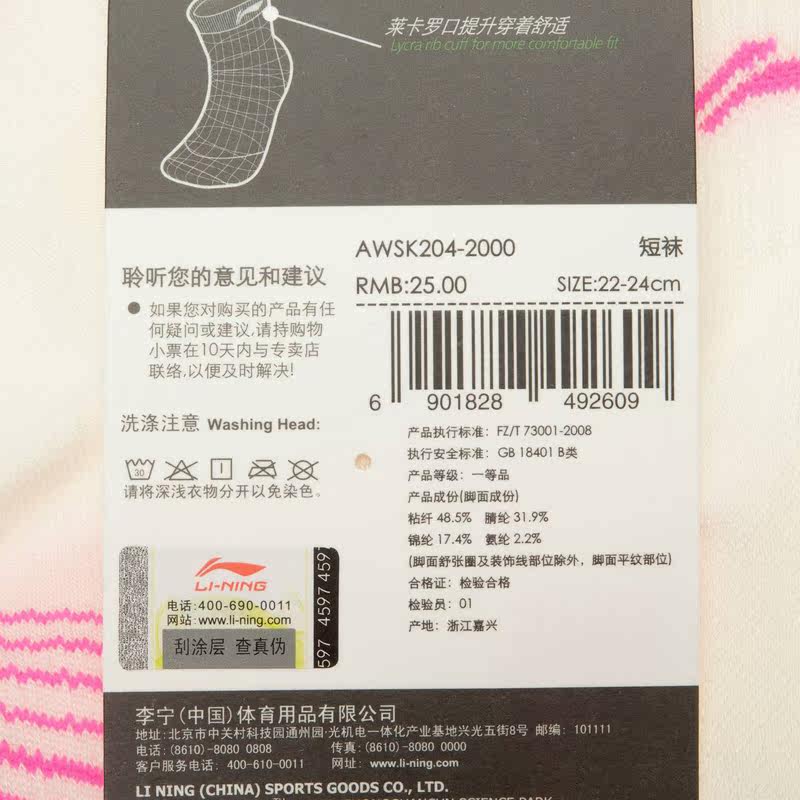 莱卡罗口提升穿着舒适
Lycra rib cuff for more comfortable fit
AWSK204-2000 短袜
RMB:25.00 SIZE:22-24cm
6 901828 492609
聆听您的意见和建议
● 如果您对购买的产品有任
何疑问或建议,请持购物
小票在10天内与专卖店
联络,以便及时解决!
洗涤注意 Washing Head:
30
请将深浅衣物分开以免染色。
产品执行标准: FZ/T 73001-2008
执行安全标准: GB 18401 B类
产品等级: 一等品
产品成份(脚面成份)
粘纤 48.5% 腈纶 31.9%
锦纶 17.4% 氨纶 2.2%
(脚面舒张圈及装饰线部位除外,脚面平纹部位)
合格证: 检验合格
检验员: 01
产地: 浙江嘉兴
LI-NING
电话:400-690-0011
网站:www.li-ning.com
刮涂层 查真伪
597 4597 4597
李宁(中国)体育用品有限公司
地址:北京市中关村科技园通州园·光机电一体化产业基地兴光五街8号 邮编: 101111
电话:(8610)-8080 0808 传真:(8610)-8080 0000
客户服务电话: 400-610-0011 网址: www.li-ning.com
LI NING (CHINA) SPORTS GOODS CO., LTD.